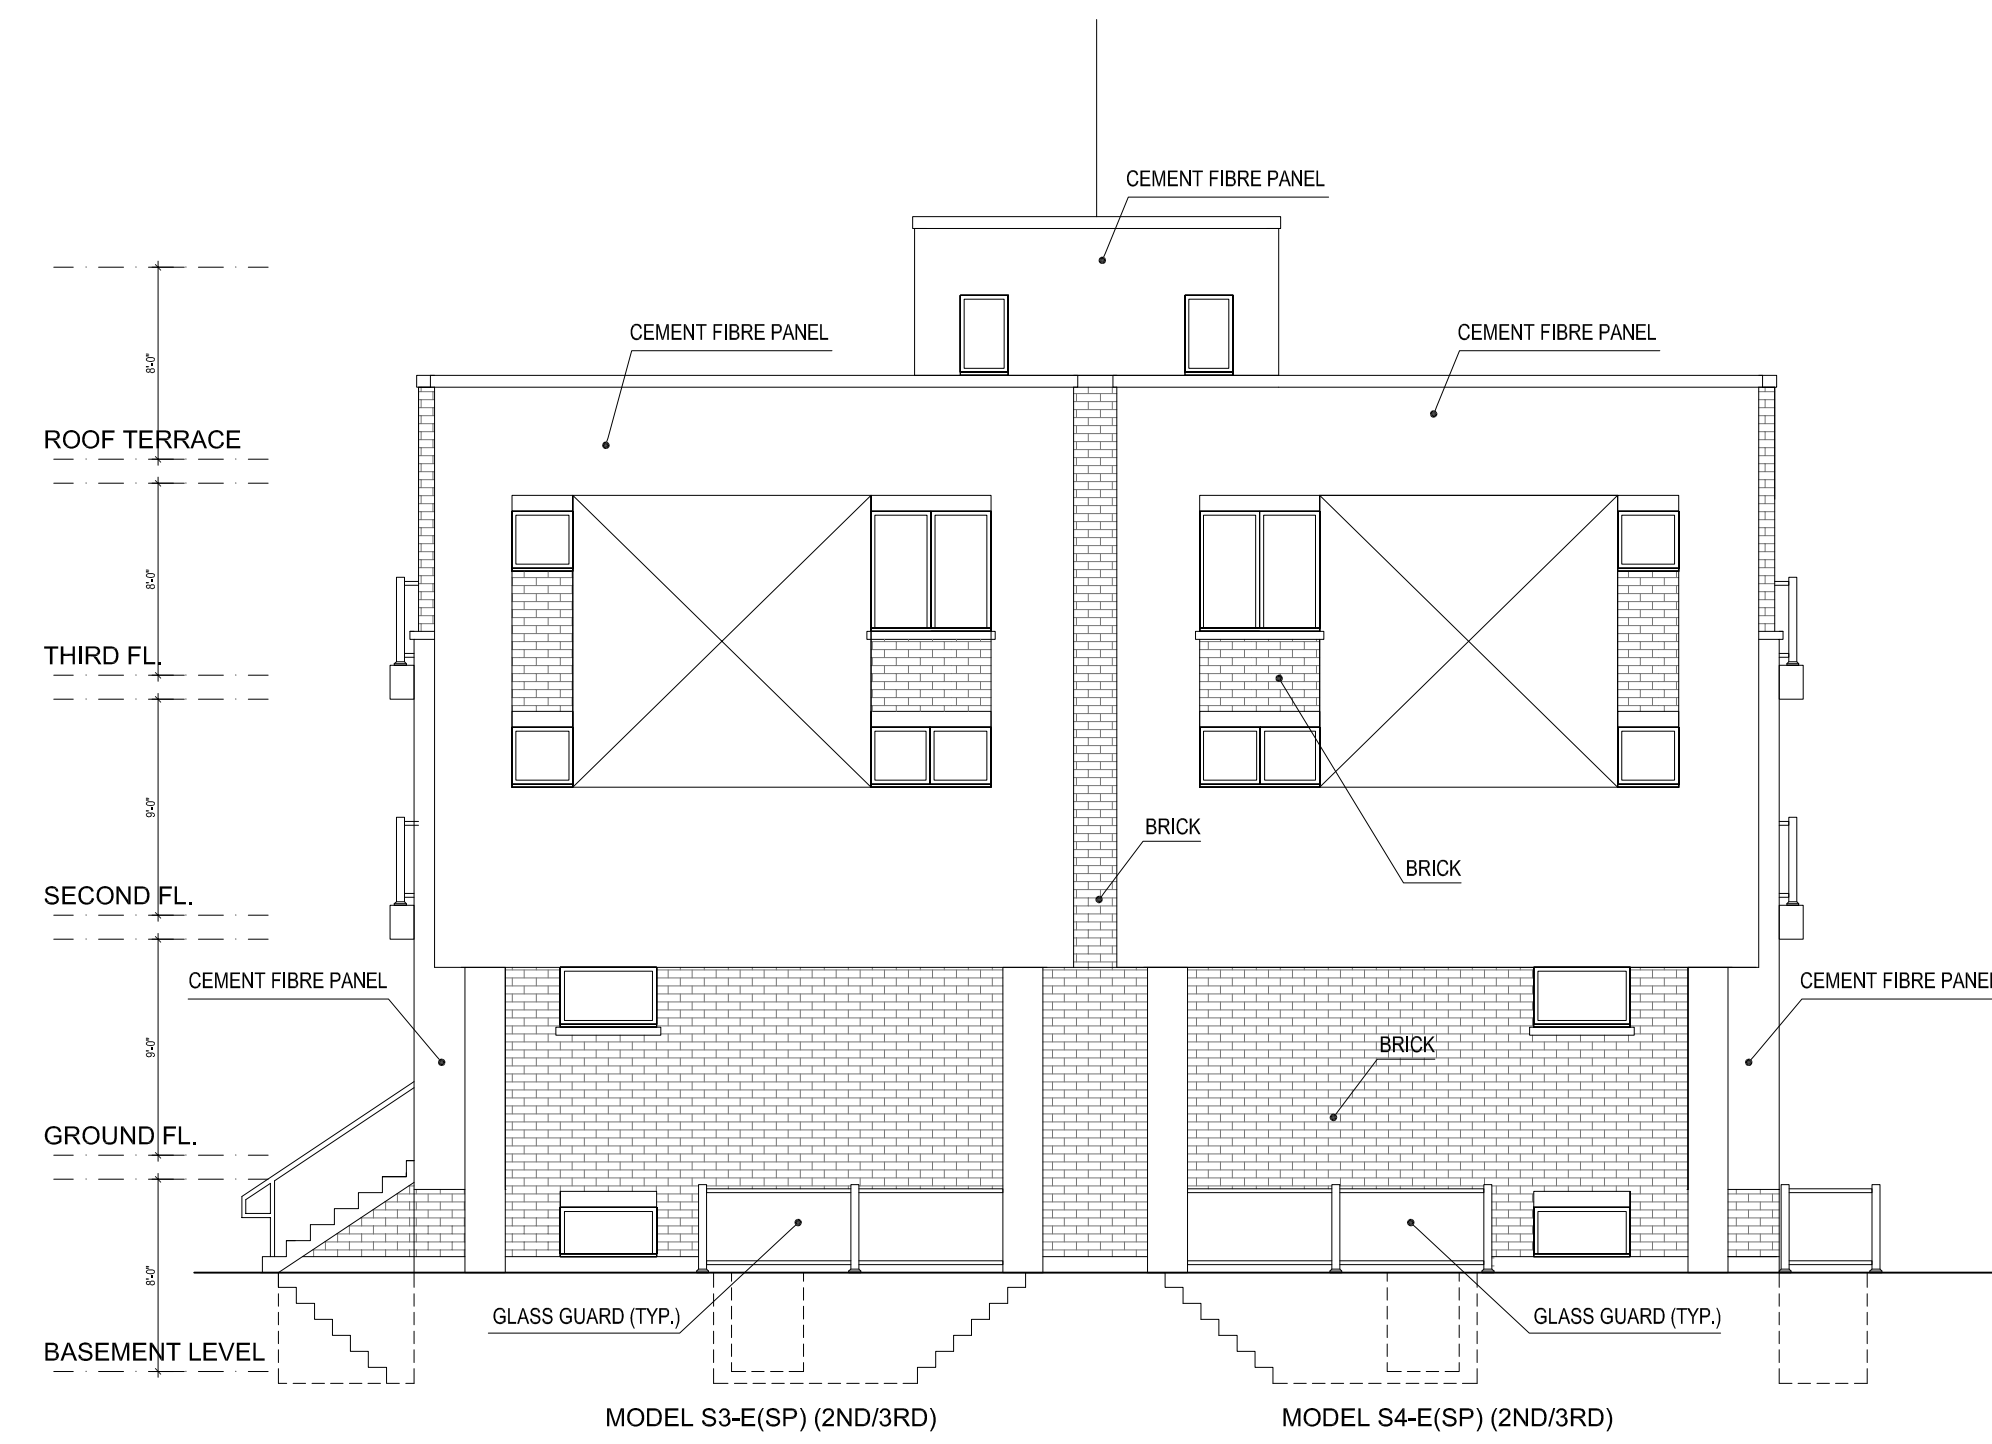 CEMENT FIBRE PANEL
CEMENT FIBRE PANEL
CEMENT FIBRE PANEL
8'-0"
ROOF TERRACE
8'-0"
THIRD FL.
9'-0"
BRICK
BRICK
SECOND FL.
CEMENT FIBRE PANEL
CEMENT FIBRE PANEL
9'-0"
BRICK
GROUND FL.
8'-0"
GLASS GUARD (TYP.)
GLASS GUARD (TYP.)
BASEMENT LEVEL
MODEL S3-E(SP) (2ND/3RD)
MODEL S4-E(SP) (2ND/3RD)